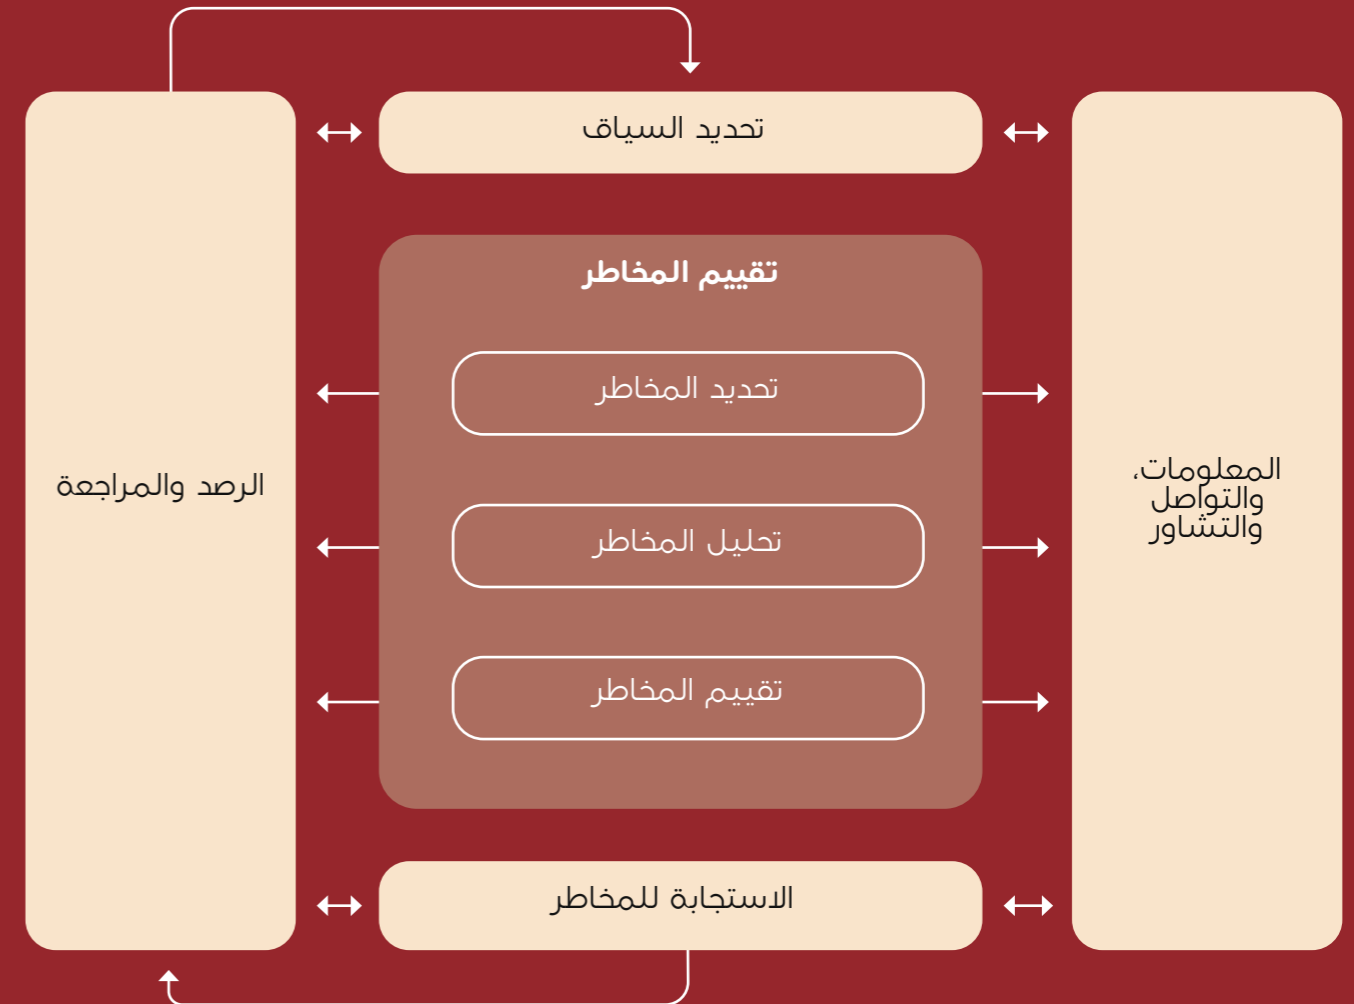 تحديد السياق
تقييم المخاطر
تحديد المخاطر
تحليل المخاطر
تقييم المخاطر
الاستجابة للمخاطر
المعلومات،
والتواصل
والتشاور
الرصد والمراجعة